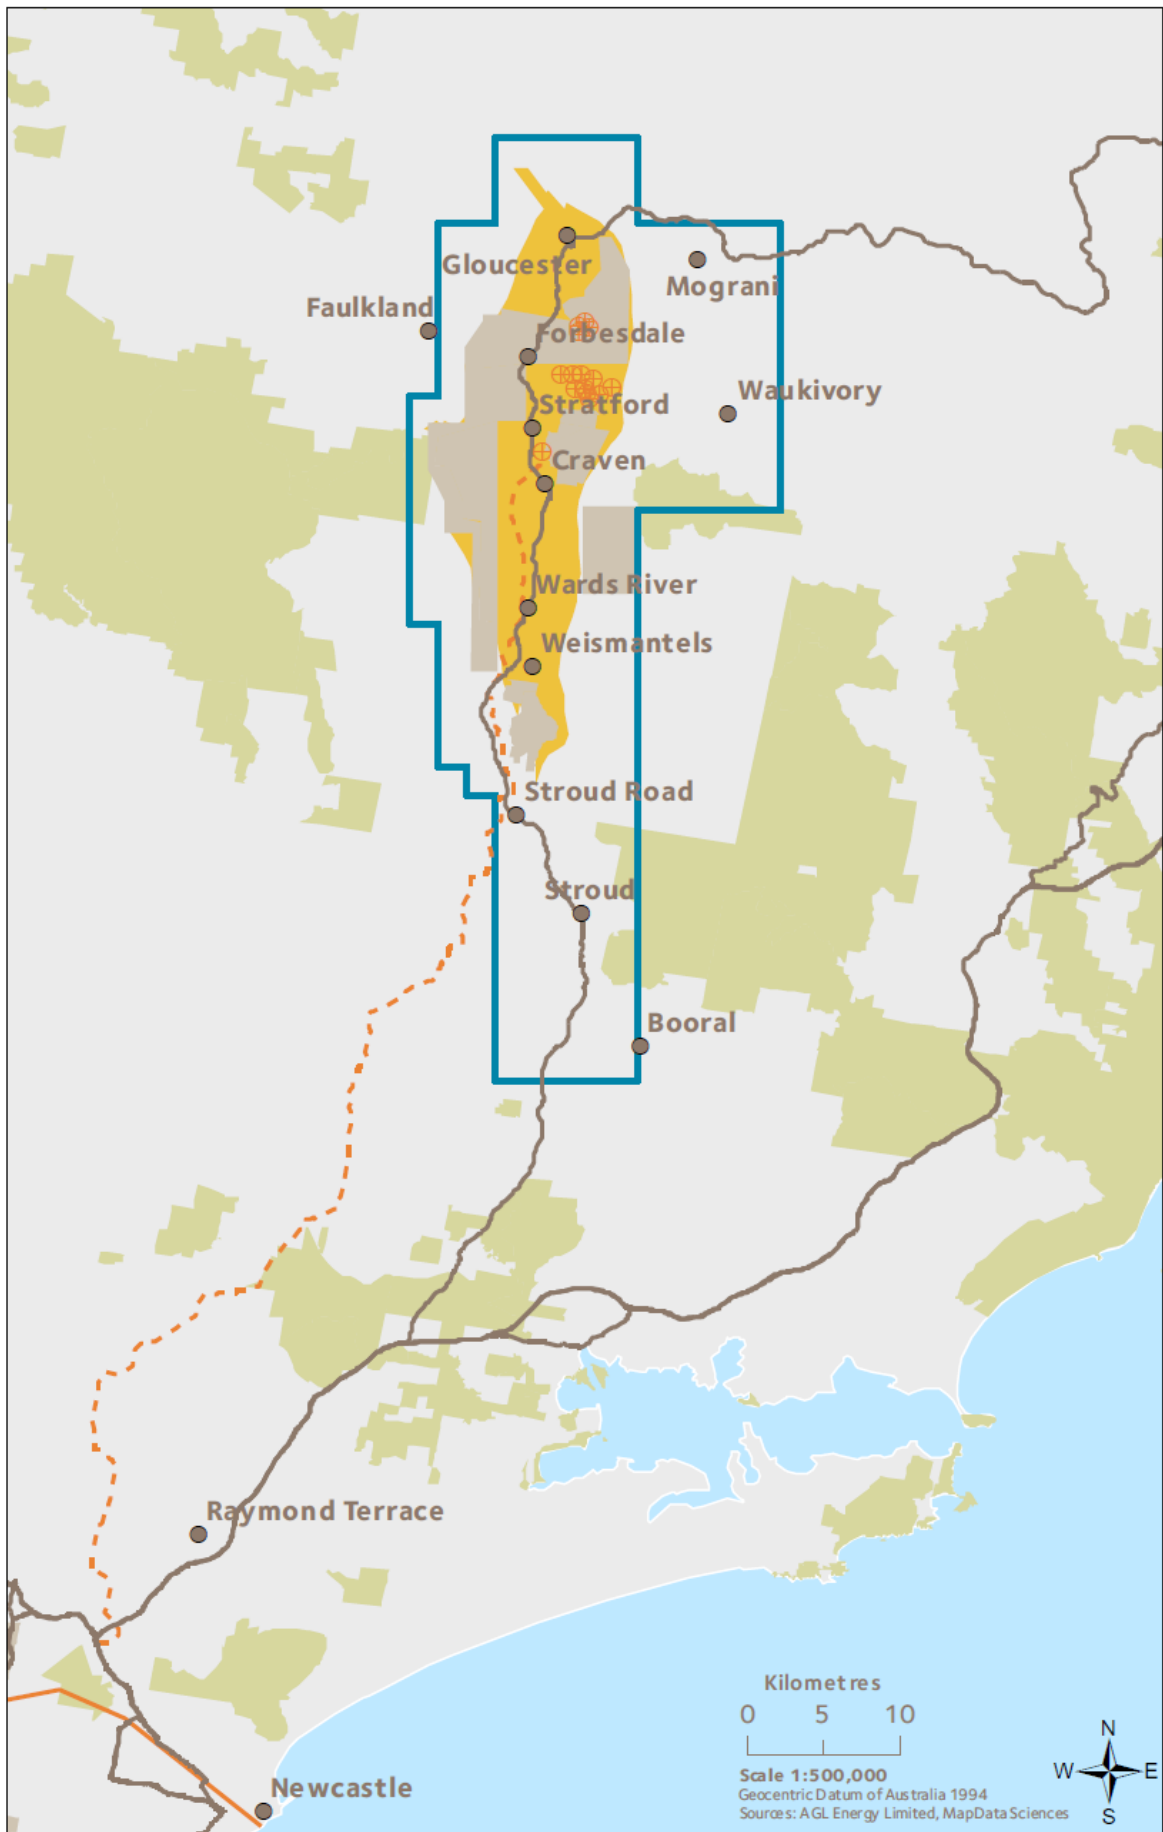 Gloucester
Mograni
Faulkland
Forbesdale
Waukivory
Stratford
Craven
Wards River
Weismantels
Stroud Road
Stroud
Booral
Raymond Terrace
Kilometres
0 5 10
Scale 1:500,000
Geocentric Datum of Australia 1994
Sources: AGL Energy Limited, MapData Sciences
N
W E
S
Newcastle